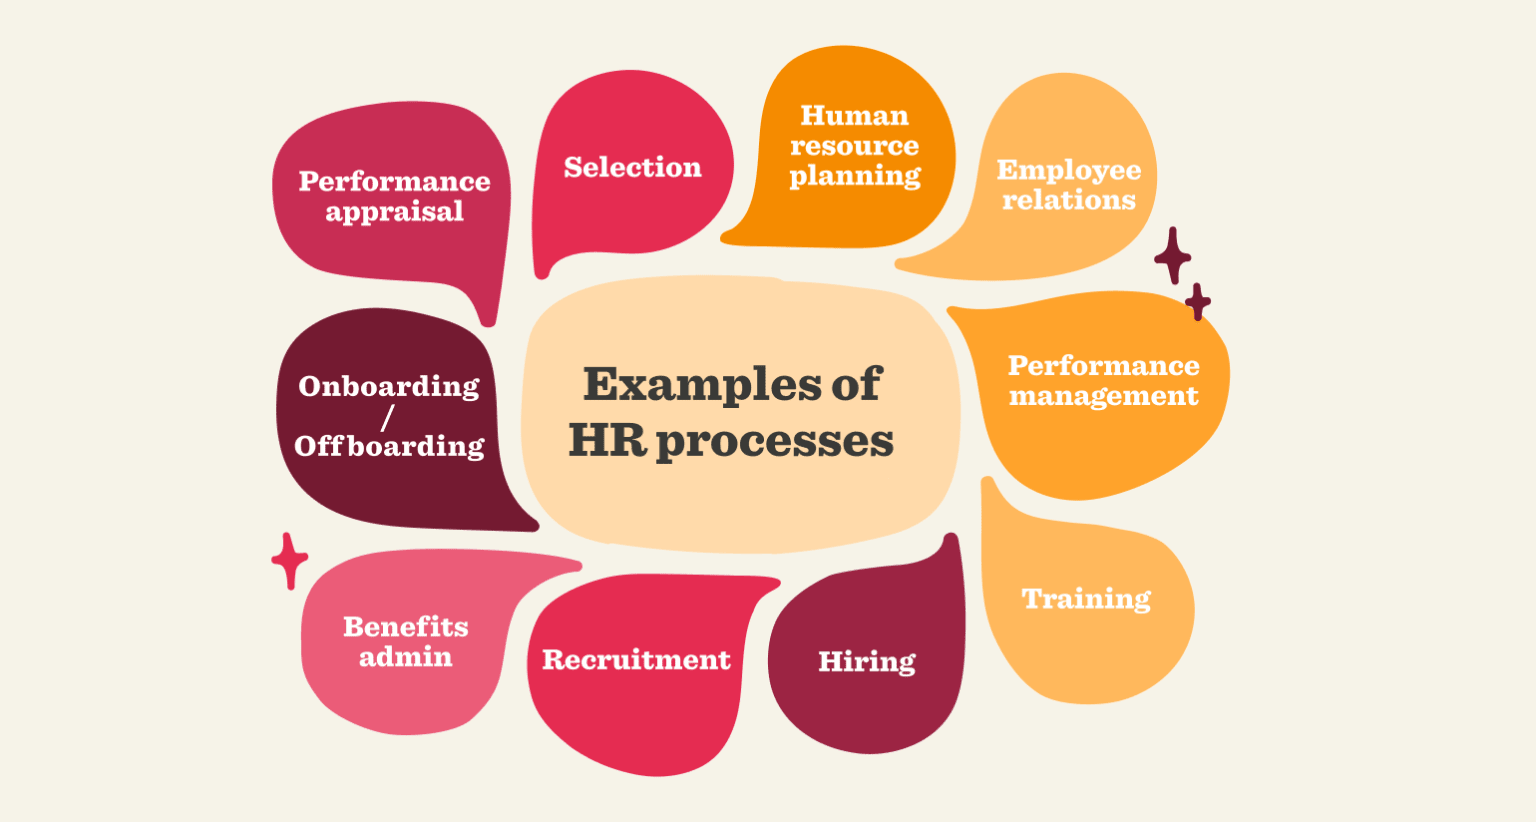 Performance
appraisal
Selection
Human
resource
planning
Employee
relations
Onboarding
/
Offboarding
Examples of
HR processes
Performance
management
Benefits
admin
Recruitment
Hiring
Training